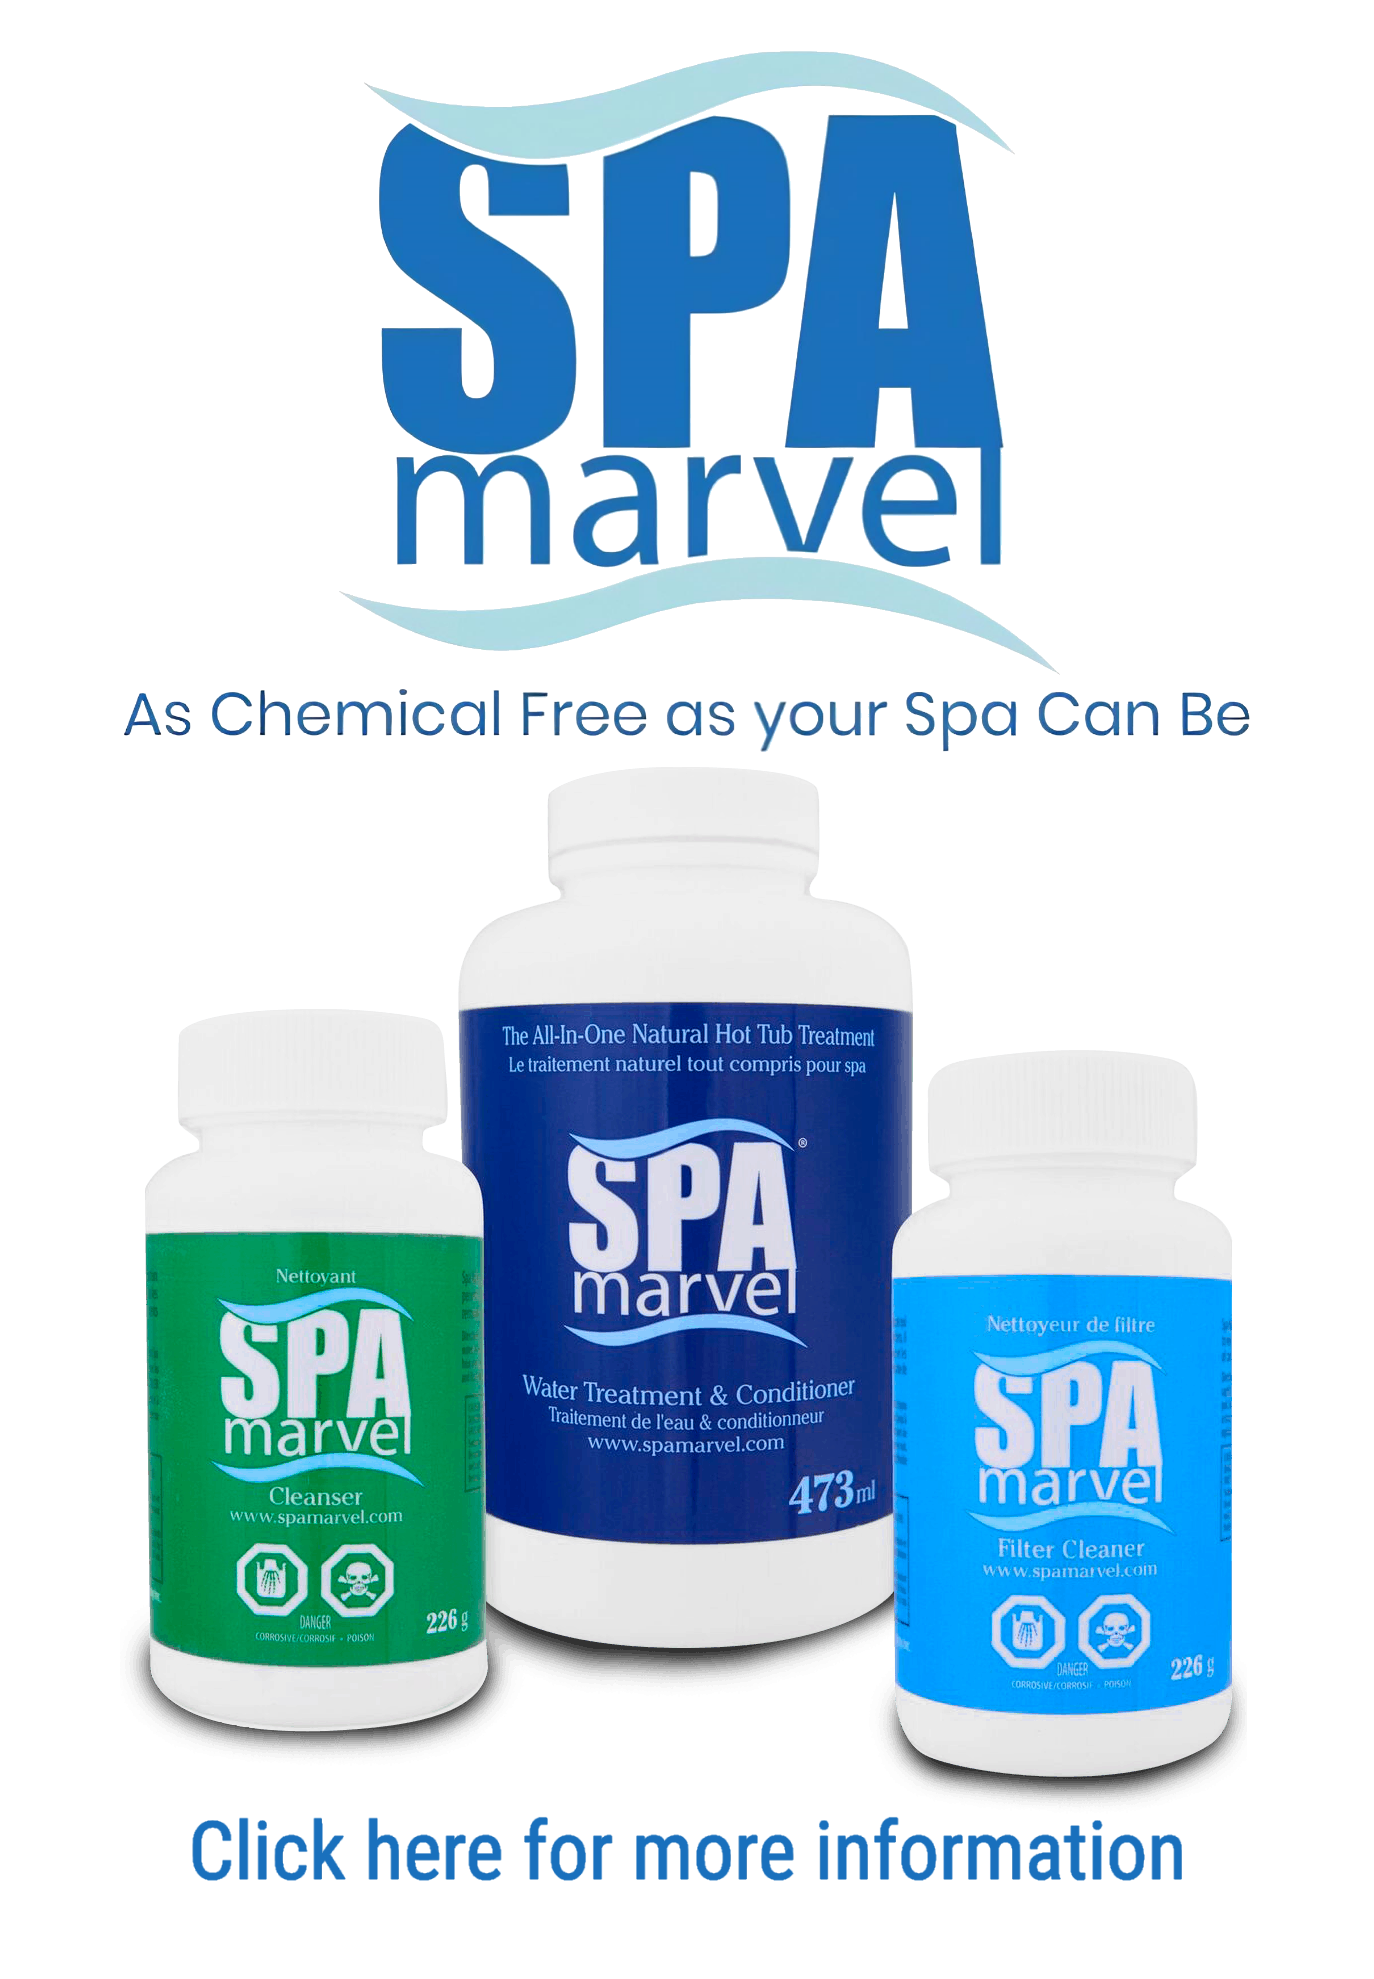 SPA
marvel
As Chemical Free as your Spa Can Be
The All-In-One Natural Hot Tub Treatment
Le traitement naturel tout compris pour spa
SPA®
marvel
Water Treatment & Conditioner
Traitement de l'eau & conditionneur
www.spamarvel.com
473 ml
Nettoyant
SPA
marvel
Cleanser
www.spamarvel.com
DANGER
CORROSIVE/CORROSIF - POISON
226 g
Nettoyeur de filtre
SPA
marvel
Filter Cleaner
www.spamarvel.com
DANGER
CORROSIVE/CORROSIF - POISON
226 g
Click here for more information